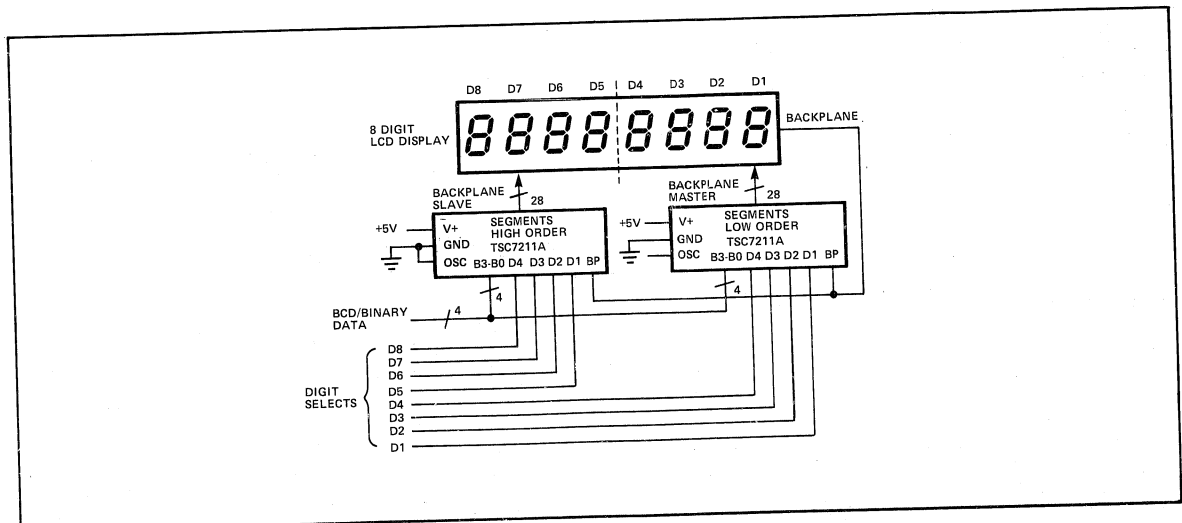 D8 D7 D6 D5 D4 D3 D2 D1
8 DIGIT
LCD DISPLAY
8888 8888
BACKPLANE
BACKPLANE
SLAVE
28
BACKPLANE
MASTER
28
+5V
V+
GND
OSC
SEGMENTS
HIGH ORDER
TSC7211A
B3-B0 D4 D3 D2 D1 BP
+5V
V+
GND
OSC
SEGMENTS
LOW ORDER
TSC7211A
B3-B0 D4 D3 D2 D1 BP
4
4
BCD/BINARY
DATA
4
DIGIT
SELECTS
D8
D7
D6
D5
D4
D3
D2
D1